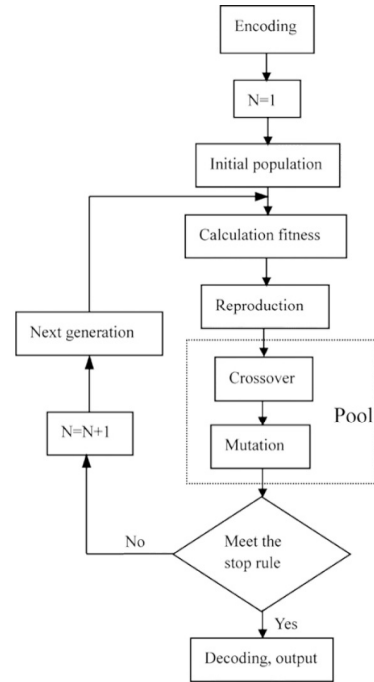 Encoding
N=1
Initial population
Calculation fitness
Reproduction
Next generation
Crossover
Pool
N=N+1
Mutation
No
Meet the
stop rule
Yes
Decoding, output